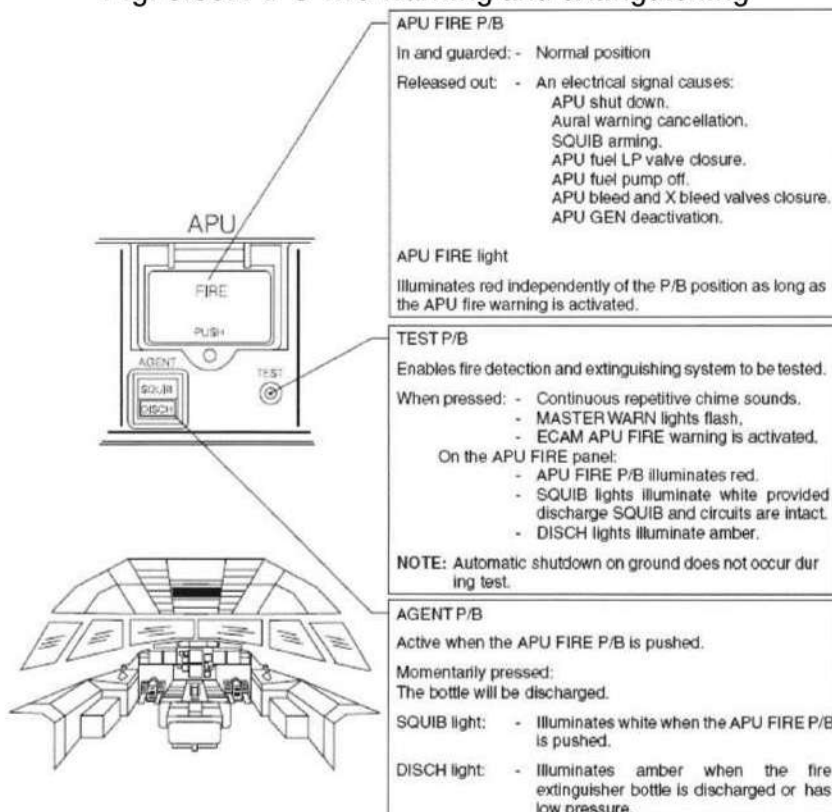 APU FIRE P/B
In and guarded: - Normal position
Released out: - An electrical signal causes:
APU shut down.
Aural warning cancellation.
SQUIB arming.
APU fuel LP valve closure.
APU fuel pump off.
APU bleed and X bleed valves closure.
APU GEN deactivation.
APU FIRE light
Illuminates red independently of the P/B position as long as
the APU fire warning is activated.
APU
FIRE
PUSH
AGENT
SQUIB
DISCH
TEST
TEST P/B
Enables fire detection and extinguishing system to be tested.
When pressed: - Continuous repetitive chime sounds.
- MASTER WARN lights flash,
- ECAM APU FIRE warning is activated.
On the APU FIRE panel:
- APU FIRE P/B illuminates red.
- SQUIB lights illuminate white provided
discharge SQUIB and circuits are intact.
- DISCH lights illuminate amber.
NOTE: Automatic shutdown on ground does not occur dur
ing test.
AGENT P/B
Active when the APU FIRE P/B is pushed.
Momentarily pressed:
The bottle will be discharged.
SQUIB light: - Illuminates white when the APU FIRE P/B
is pushed.
DISCH light: - Illuminates amber when the fire
extinguisher bottle is discharged or has
low pressure.